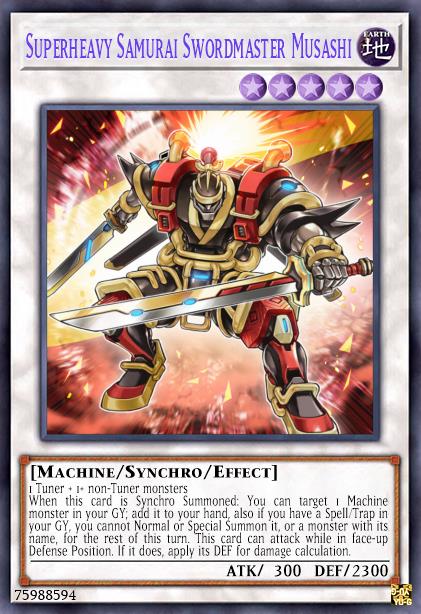 Superheavy Samurai Swordmaster Musashi
EARTH
地
[Machine/Synchro/Effect]
1 Tuner + 1+ non-Tuner monsters
When this card is Synchro Summoned: You can target 1 Machine
monster in your GY; add it to your hand, also if you have a Spell/Trap in
your GY, you cannot Normal or Special Summon it, or a monster with its
name, for the rest of this turn. This card can attack while in face-up
Defense Position. If it does, apply its DEF for damage calculation.
ATK/ 300 DEF/2300
75988594